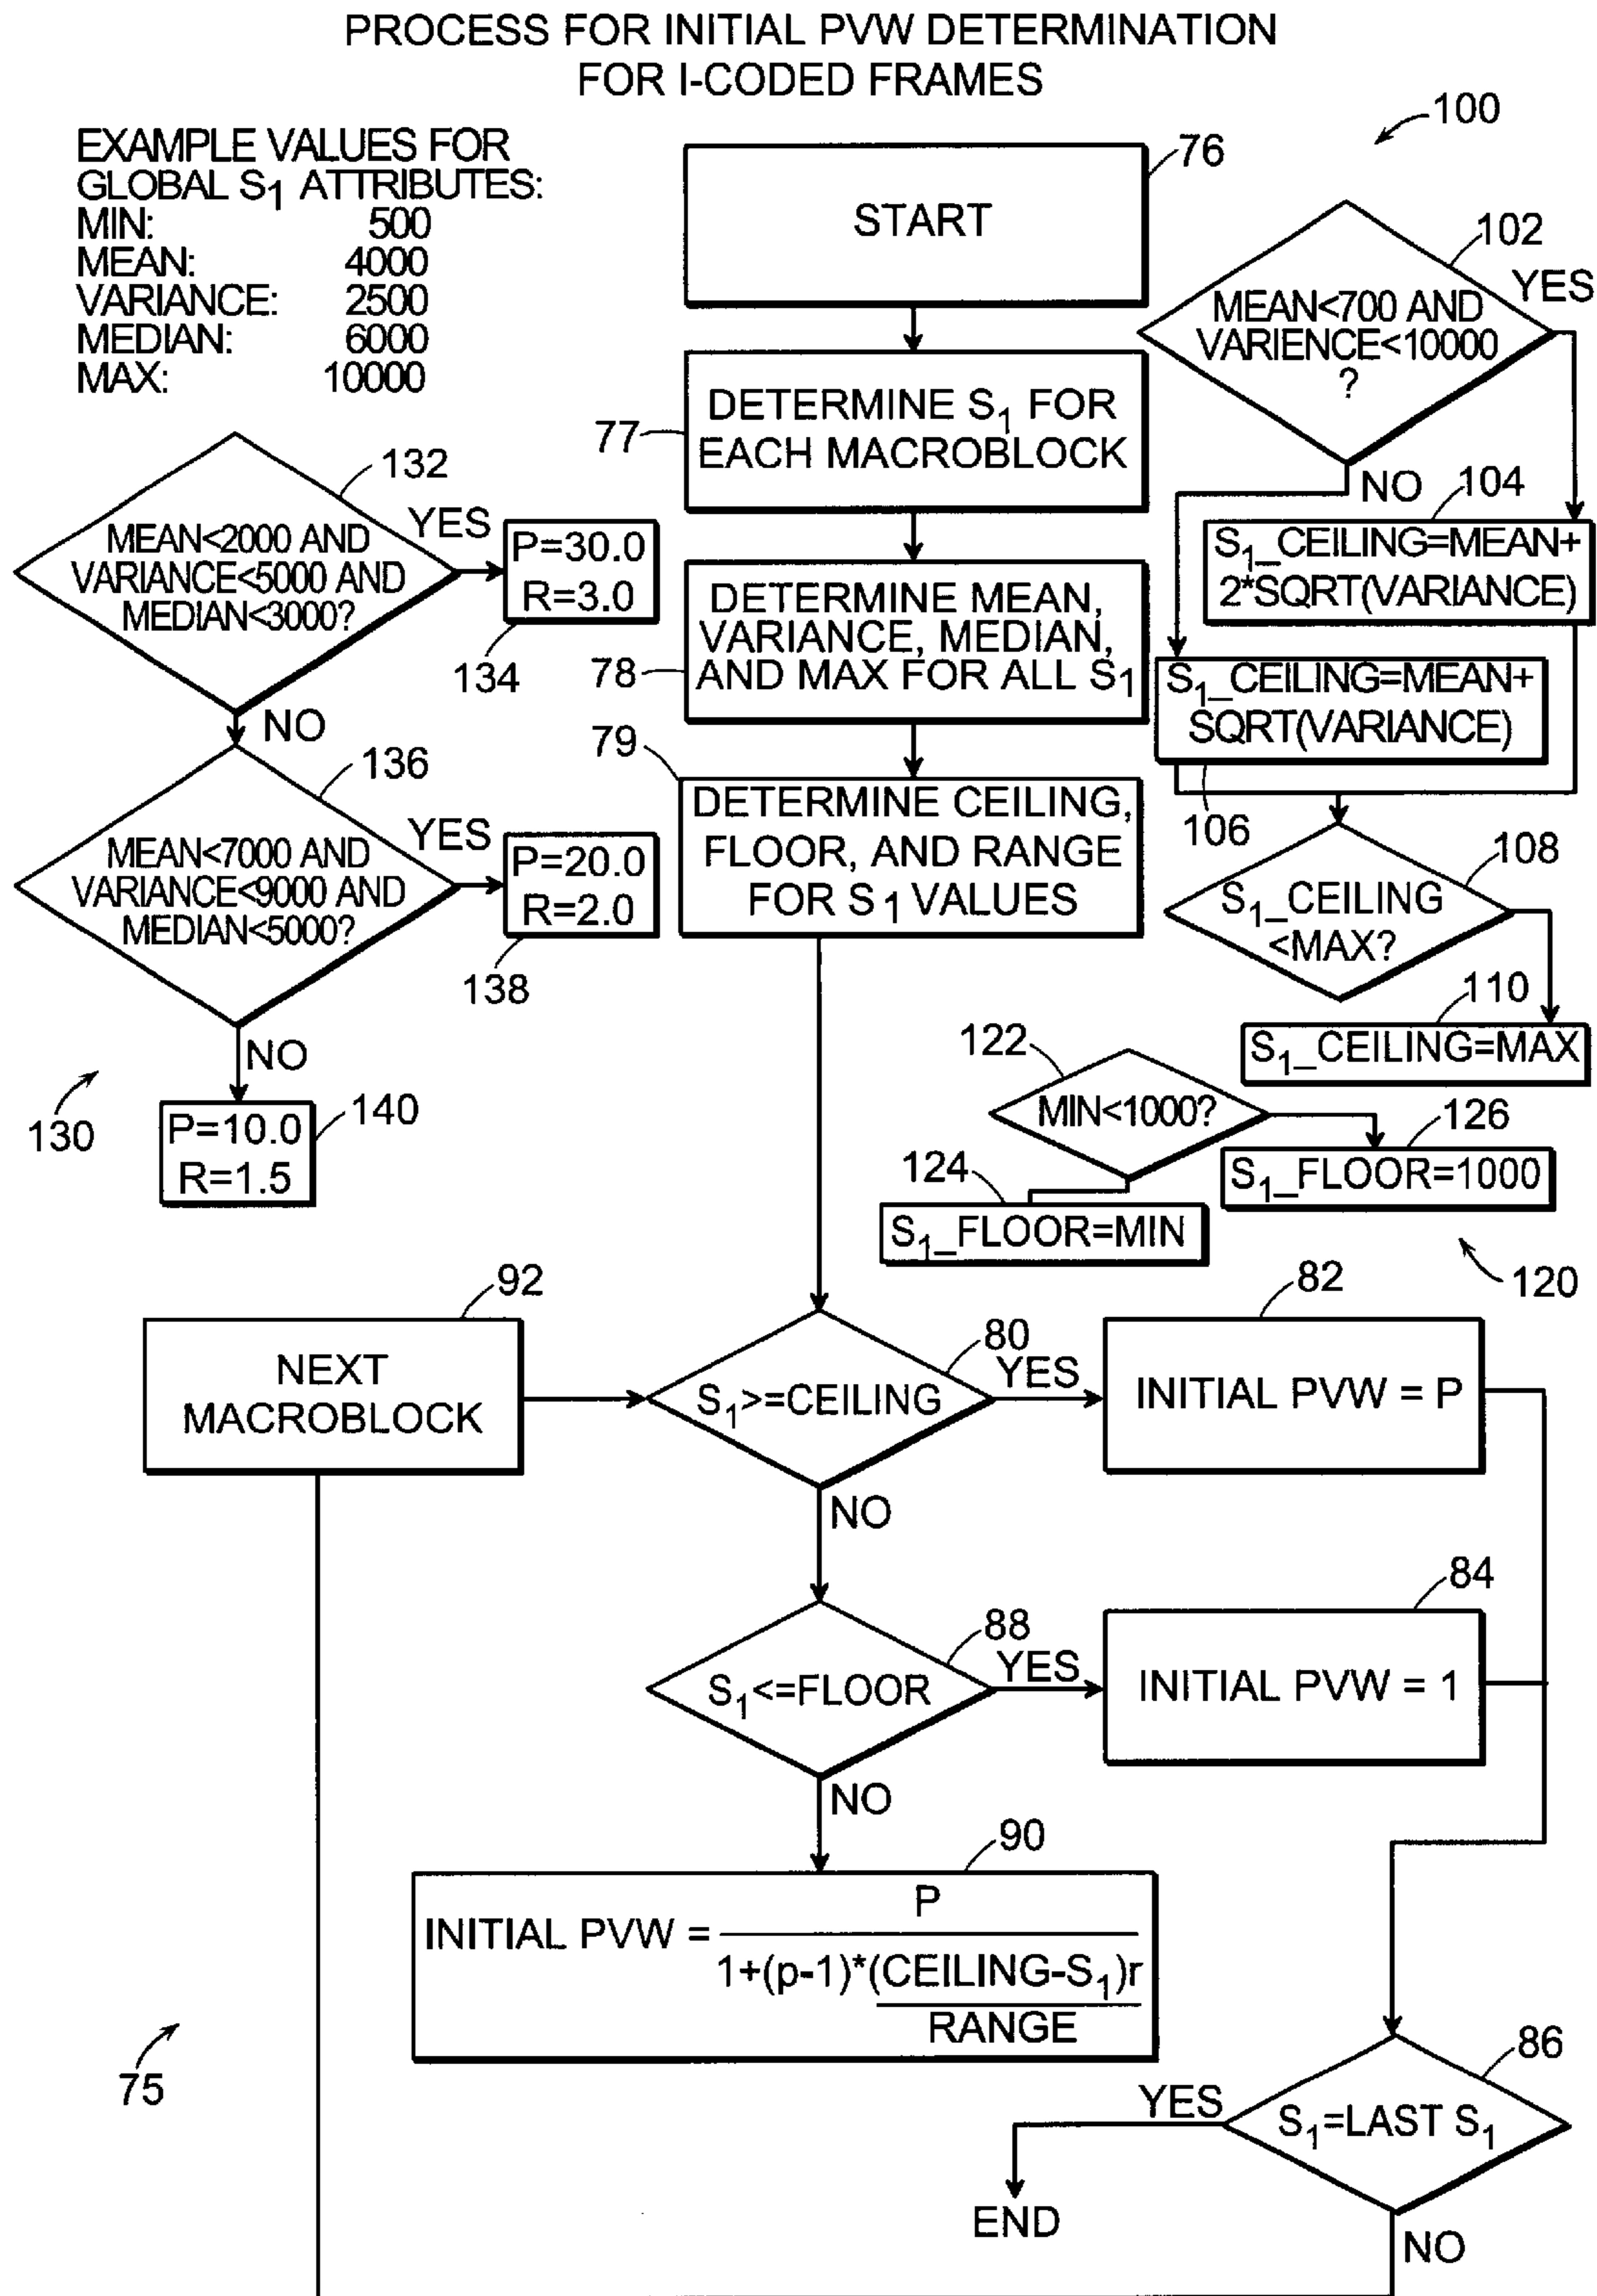 PROCESS FOR INITIAL PVW DETERMINATION
FOR I-CODED FRAMES
EXAMPLE VALUES FOR
GLOBAL S1 ATTRIBUTES:
MIN: 500
MEAN: 4000
VARIANCE: 2500
MEDIAN: 6000
MAX: 10000
100
76
START
77
DETERMINE S1 FOR
EACH MACROBLOCK
78
DETERMINE MEAN,
VARIANCE, MEDIAN,
AND MAX FOR ALL S1
79
DETERMINE CEILING,
FLOOR, AND RANGE
FOR S1 VALUES
102
MEAN<700 AND
VARIENCE<10000
?
YES
NO
104
S1_CEILING=MEAN+
2*SQRT(VARIANCE)
S1_CEILING=MEAN+
SQRT(VARIANCE)
106
108
S1_CEILING
<MAX?
110
S1_CEILING=MAX
132
MEAN<2000 AND
VARIANCE<5000 AND
MEDIAN<3000?
YES
P=30.0
R=3.0
134
NO
136
MEAN<7000 AND
VARIANCE<9000 AND
MEDIAN<5000?
YES
P=20.0
R=2.0
138
NO
130
P=10.0
R=1.5
140
122
MIN<1000?
126
S1_FLOOR=1000
124
S1_FLOOR=MIN
120
92
NEXT
MACROBLOCK
80
S1>=CEILING
YES
82
INITIAL PVW = P
NO
88
S1<=FLOOR
YES
84
INITIAL PVW = 1
NO
90
INITIAL PVW =
P
1+(p-1)*(CEILING-S1)r
RANGE
75
86
S1=LAST S1
YES
END
NO